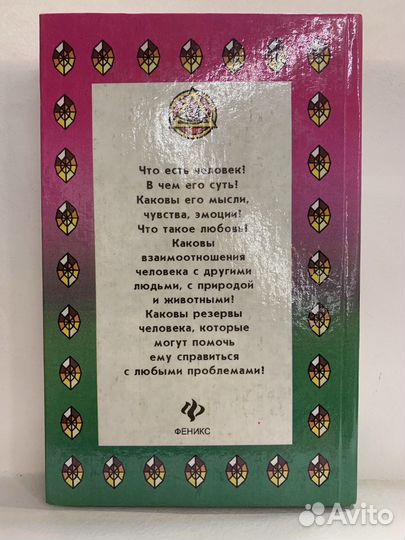 Что есть человек!
В чем его суть!
Каковы его мысли,
чувства, эмоции!
Что такое любовь!
Каковы
взаимоотношения
человека с другими
людьми, с природой
и животными!
Каковы резервы
человека, которые
могут помочь
ему справиться
с любыми проблемами!
ФЕНИКС
Avito